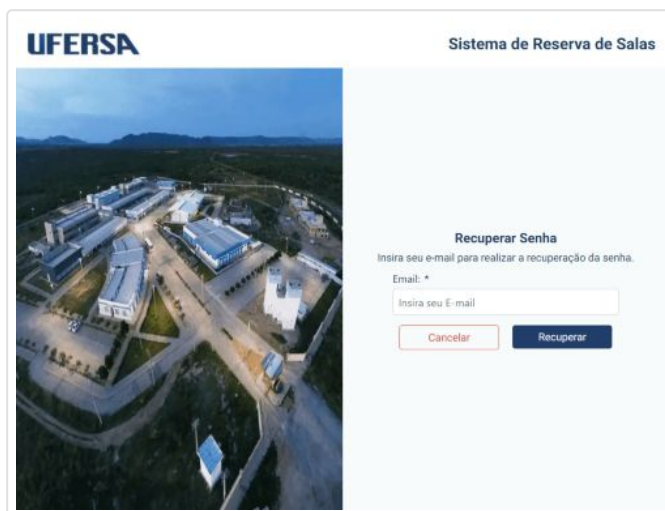 UFERSA
Sistema de Reserva de Salas
Recuperar Senha
Insira seu e-mail para realizar a recuperação da senha.
Email: *
Insira seu E-mail
Cancelar
Recuperar